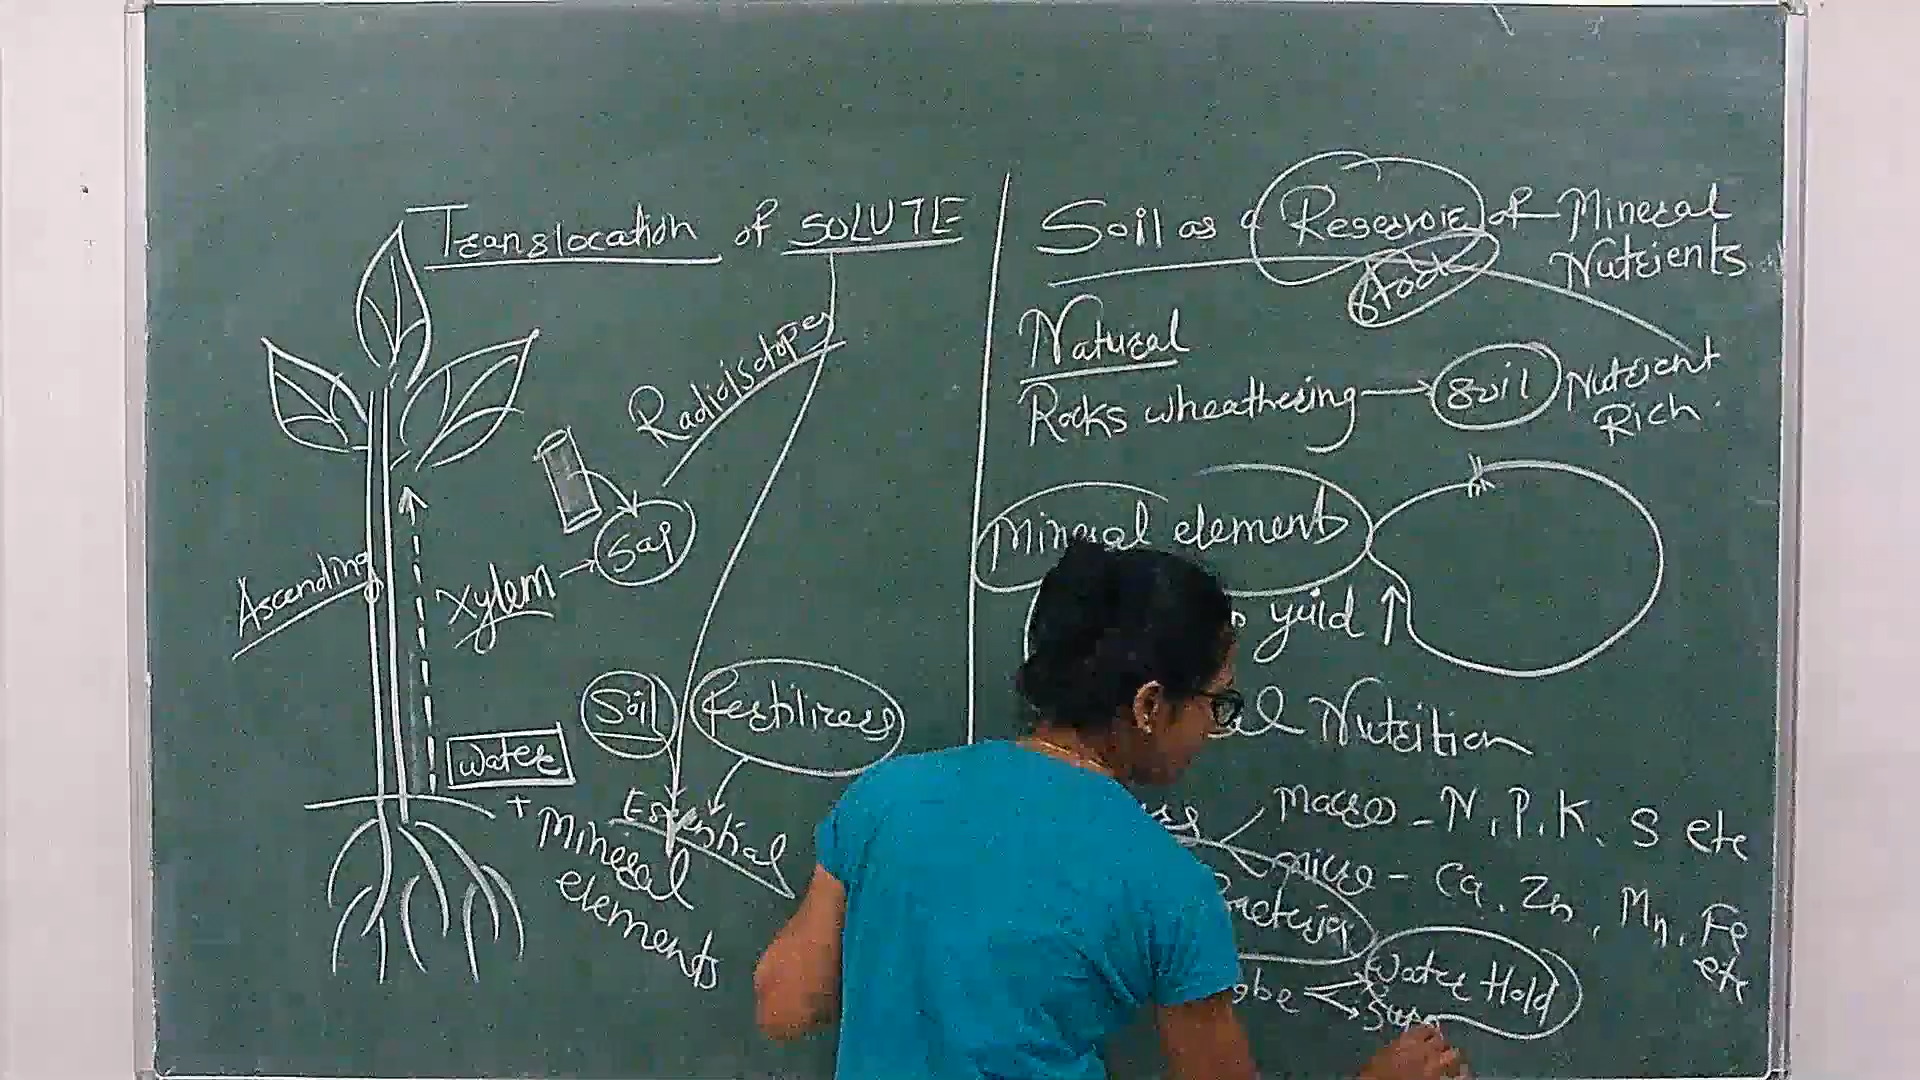 Translocation of SOLUTE
Radioisotopes
Sap
Ascending
Xylem
Soil
Fertilizers
Water
+ Mineral
elements
Essential
Soil as a Reservoir of Mineral
Nutrients
Stock
Natural
Rocks wheathering → Soil Nutrient
Rich
Mineral element
yeild ↑
Nutrition
Macro - N, P, K, S etc
micro - Ca, Zn, Mn, Fe
etc
Water Hold